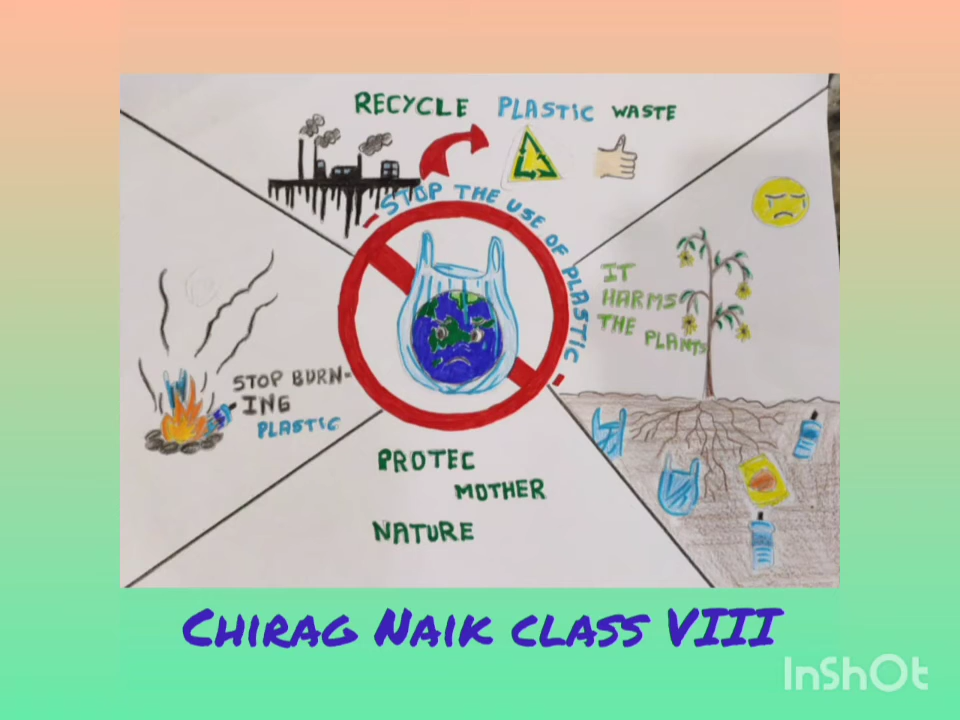 RECYCLE PLASTIC WASTE
STOP THE USE OF PLASTIC
IT
HARMS
THE PLANTS
STOP BURN-
ING
PLASTIC
PROTEC
MOTHER
NATURE
CHIRAG NAIK CLASS VIII
INSHOT